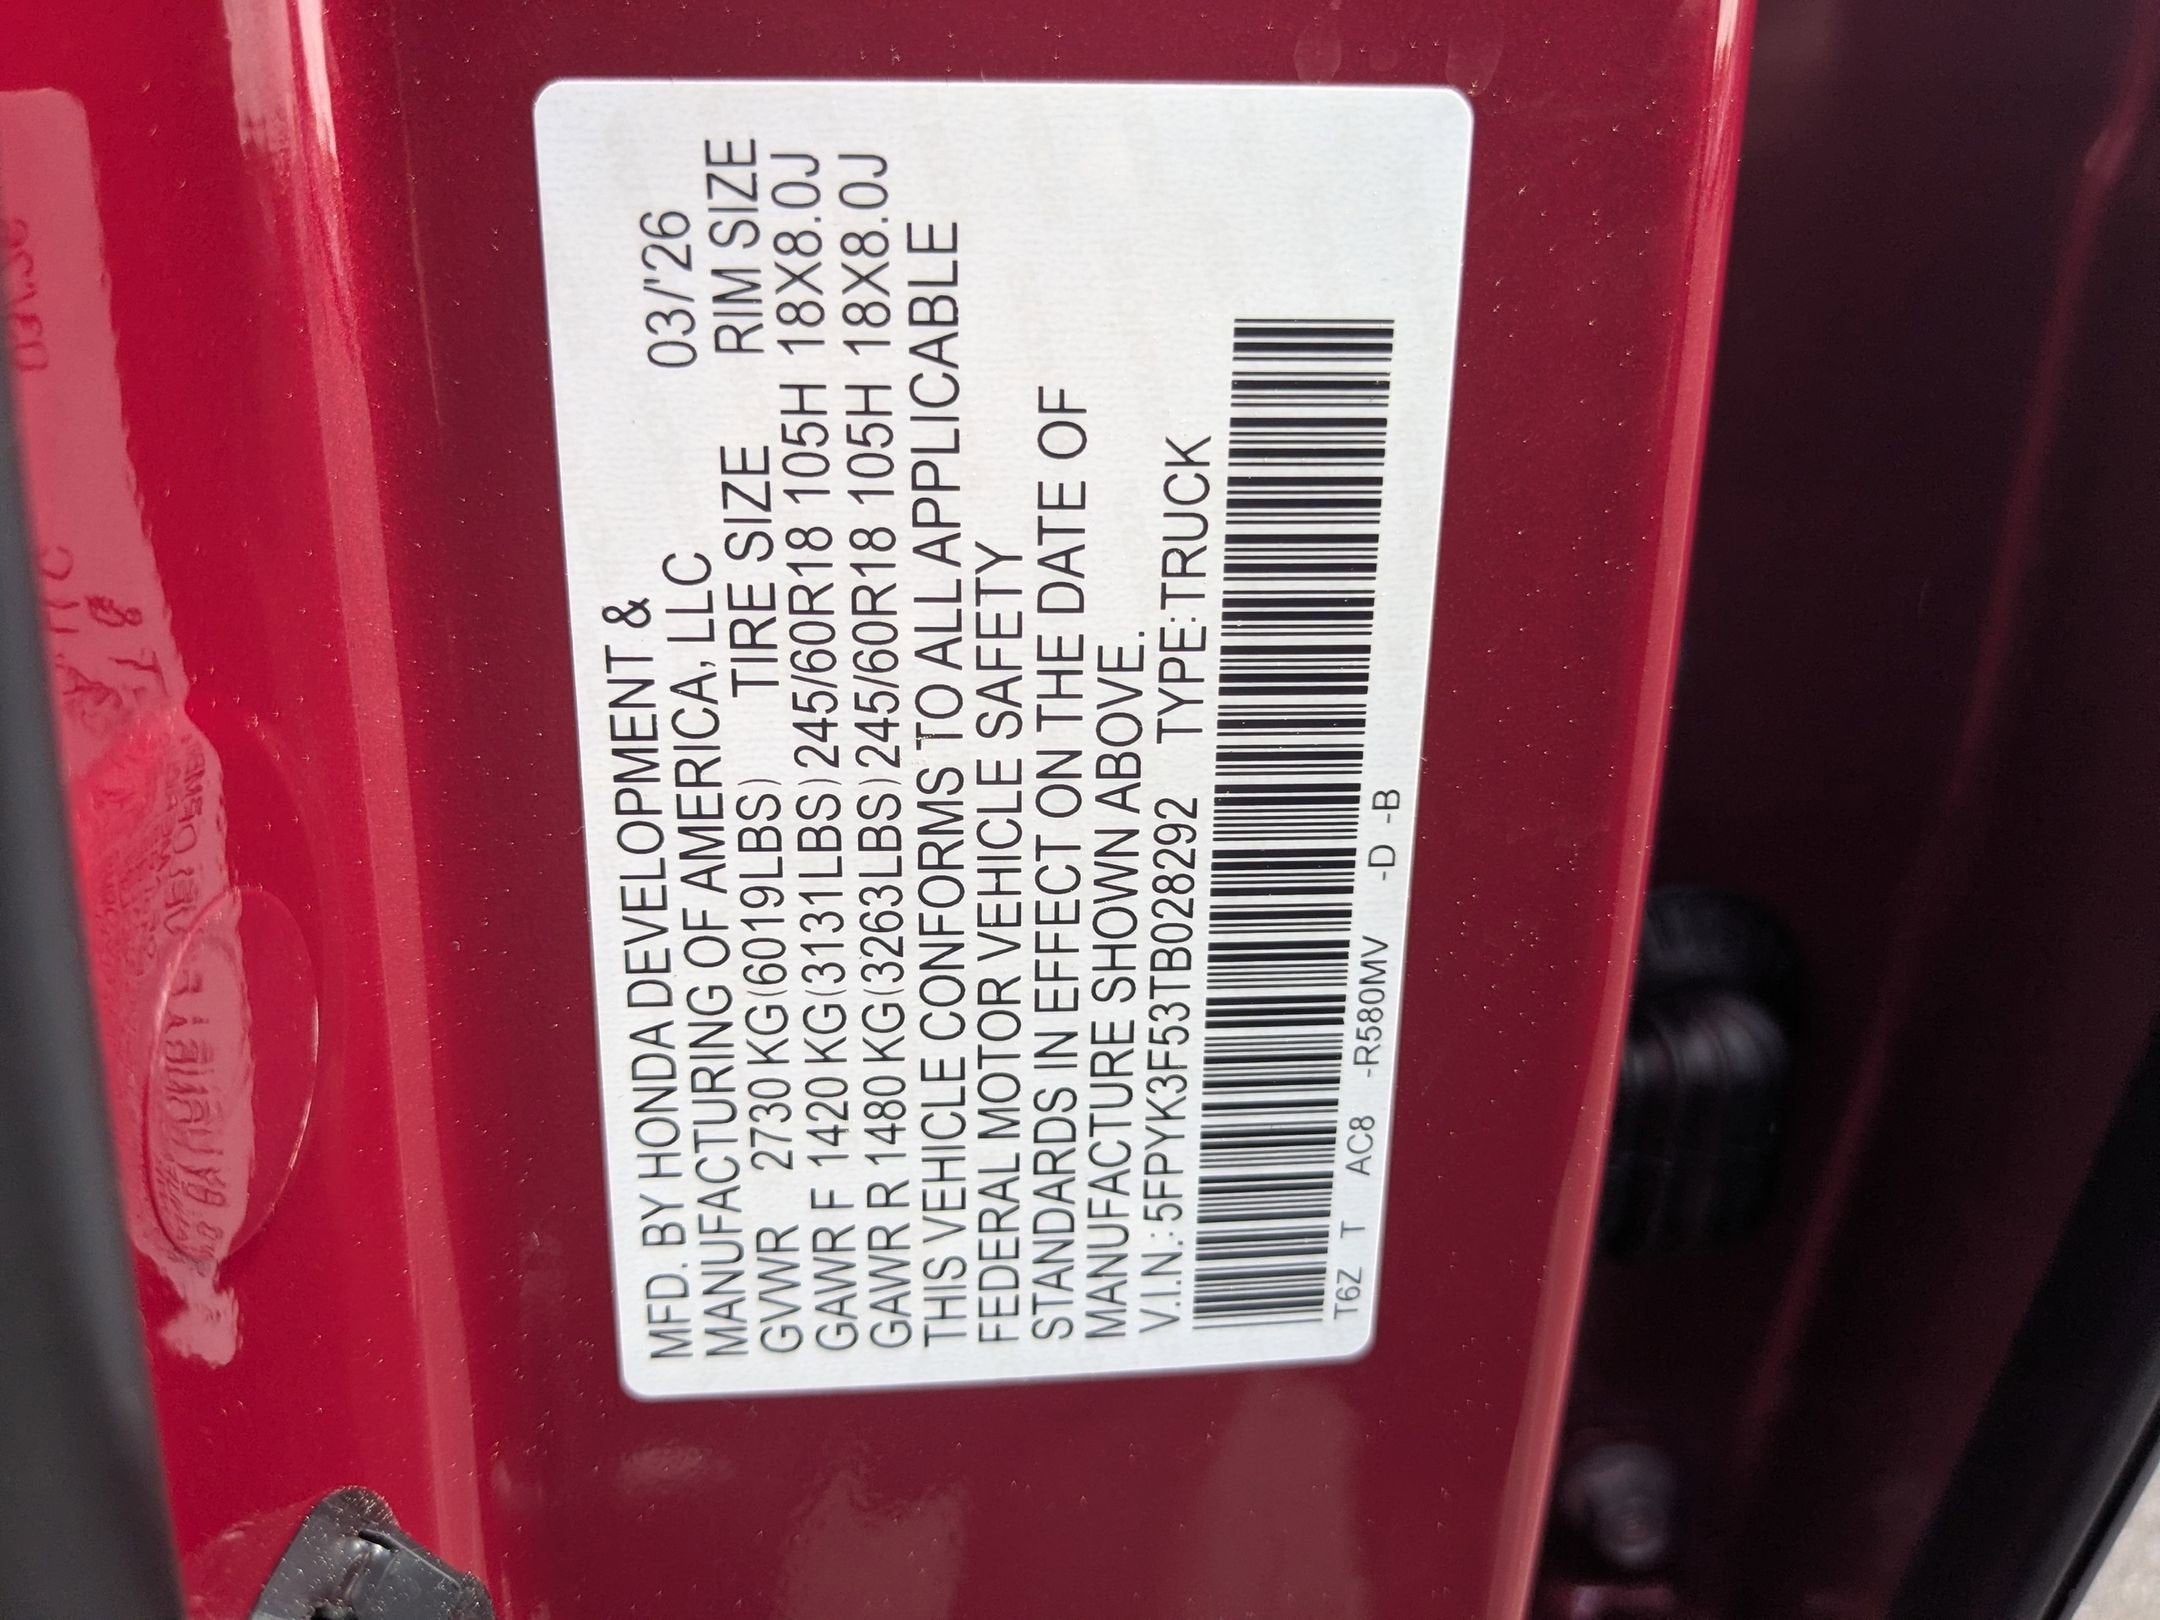 MFD. BY HONDA DEVELOPMENT &
MANUFACTURING OF AMERICA, LLC 03/'26
GVWR 2730 KG(6019LBS) TIRE SIZE RIM SIZE
GAWR F 1420 KG(3131LBS) 245/60R18 105H 18X8.0J
GAWR R 1480 KG(3263LBS) 245/60R18 105H 18X8.0J
THIS VEHICLE CONFORMS TO ALL APPLICABLE
FEDERAL MOTOR VEHICLE SAFETY
STANDARDS IN EFFECT ON THE DATE OF
MANUFACTURE SHOWN ABOVE.
V.I.N.: 5FPYK3F53TB028292 TYPE:TRUCK
T6Z T AC8 -R580MV -D -B